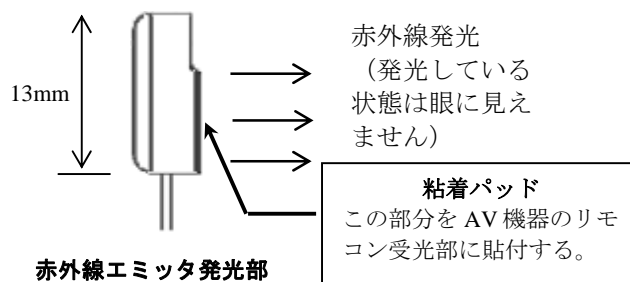 13mm
赤外線発光
（発光している
状態は眼に見え
ません）
粘着パッド
この部分を AV 機器のリモ
コン受光部に貼付する。
赤外線エミッタ発光部